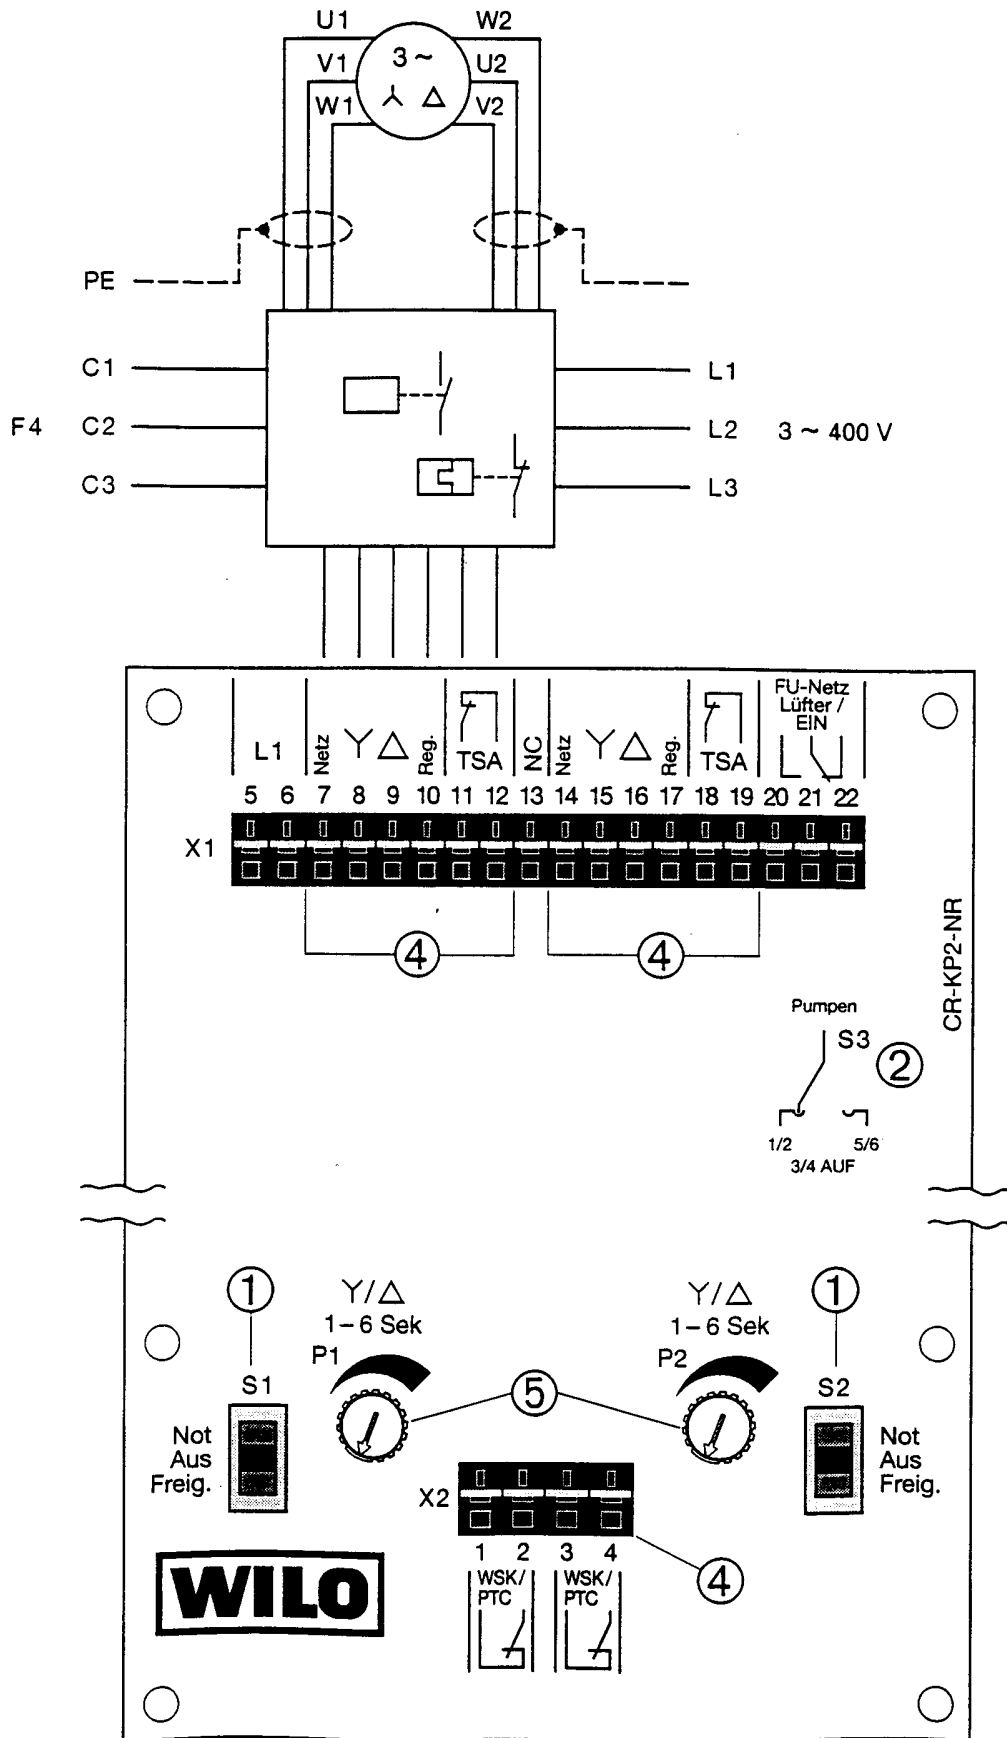 U1 W2
V1 3 ~ U2
W1 V2
PE
C1 L1
F4 C2 L2 3 ~ 400 V
C3 L3
FU-Netz
Lüfter /
EIN
L1 Netz Reg. TSA NC Netz Reg. TSA
5 6 7 8 9 10 11 12 13 14 15 16 17 18 19 20 21 22
X1
4 4
CR-KP2-NR
Pumpen
S3
2
1/2 5/6
3/4 AUF
1 Y/△ Y/△ 1
1–6 Sek 1–6 Sek
P1 P2
S1 5 S2
Not Not
Aus Aus
Freig. Freig.
X2
1 2 3 4
4
WSK/ WSK/
PTC PTC
WILO